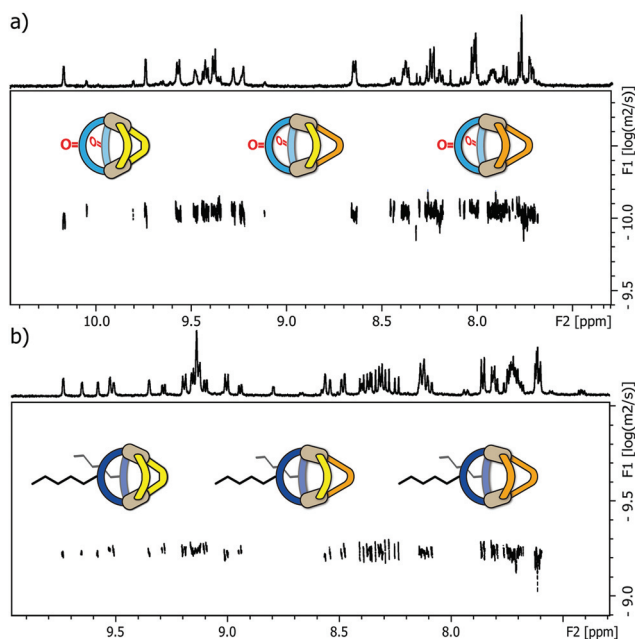 a)
O= O= O= O= O= O=
F1 [log(m2/s)]
- 10.0
- 9.5
10.0 9.5 9.0 8.5 8.0 F2 [ppm]
b)
F1 [log(m2/s)]
- 9.5
- 9.0
9.5 9.0 8.5 8.0 F2 [ppm]